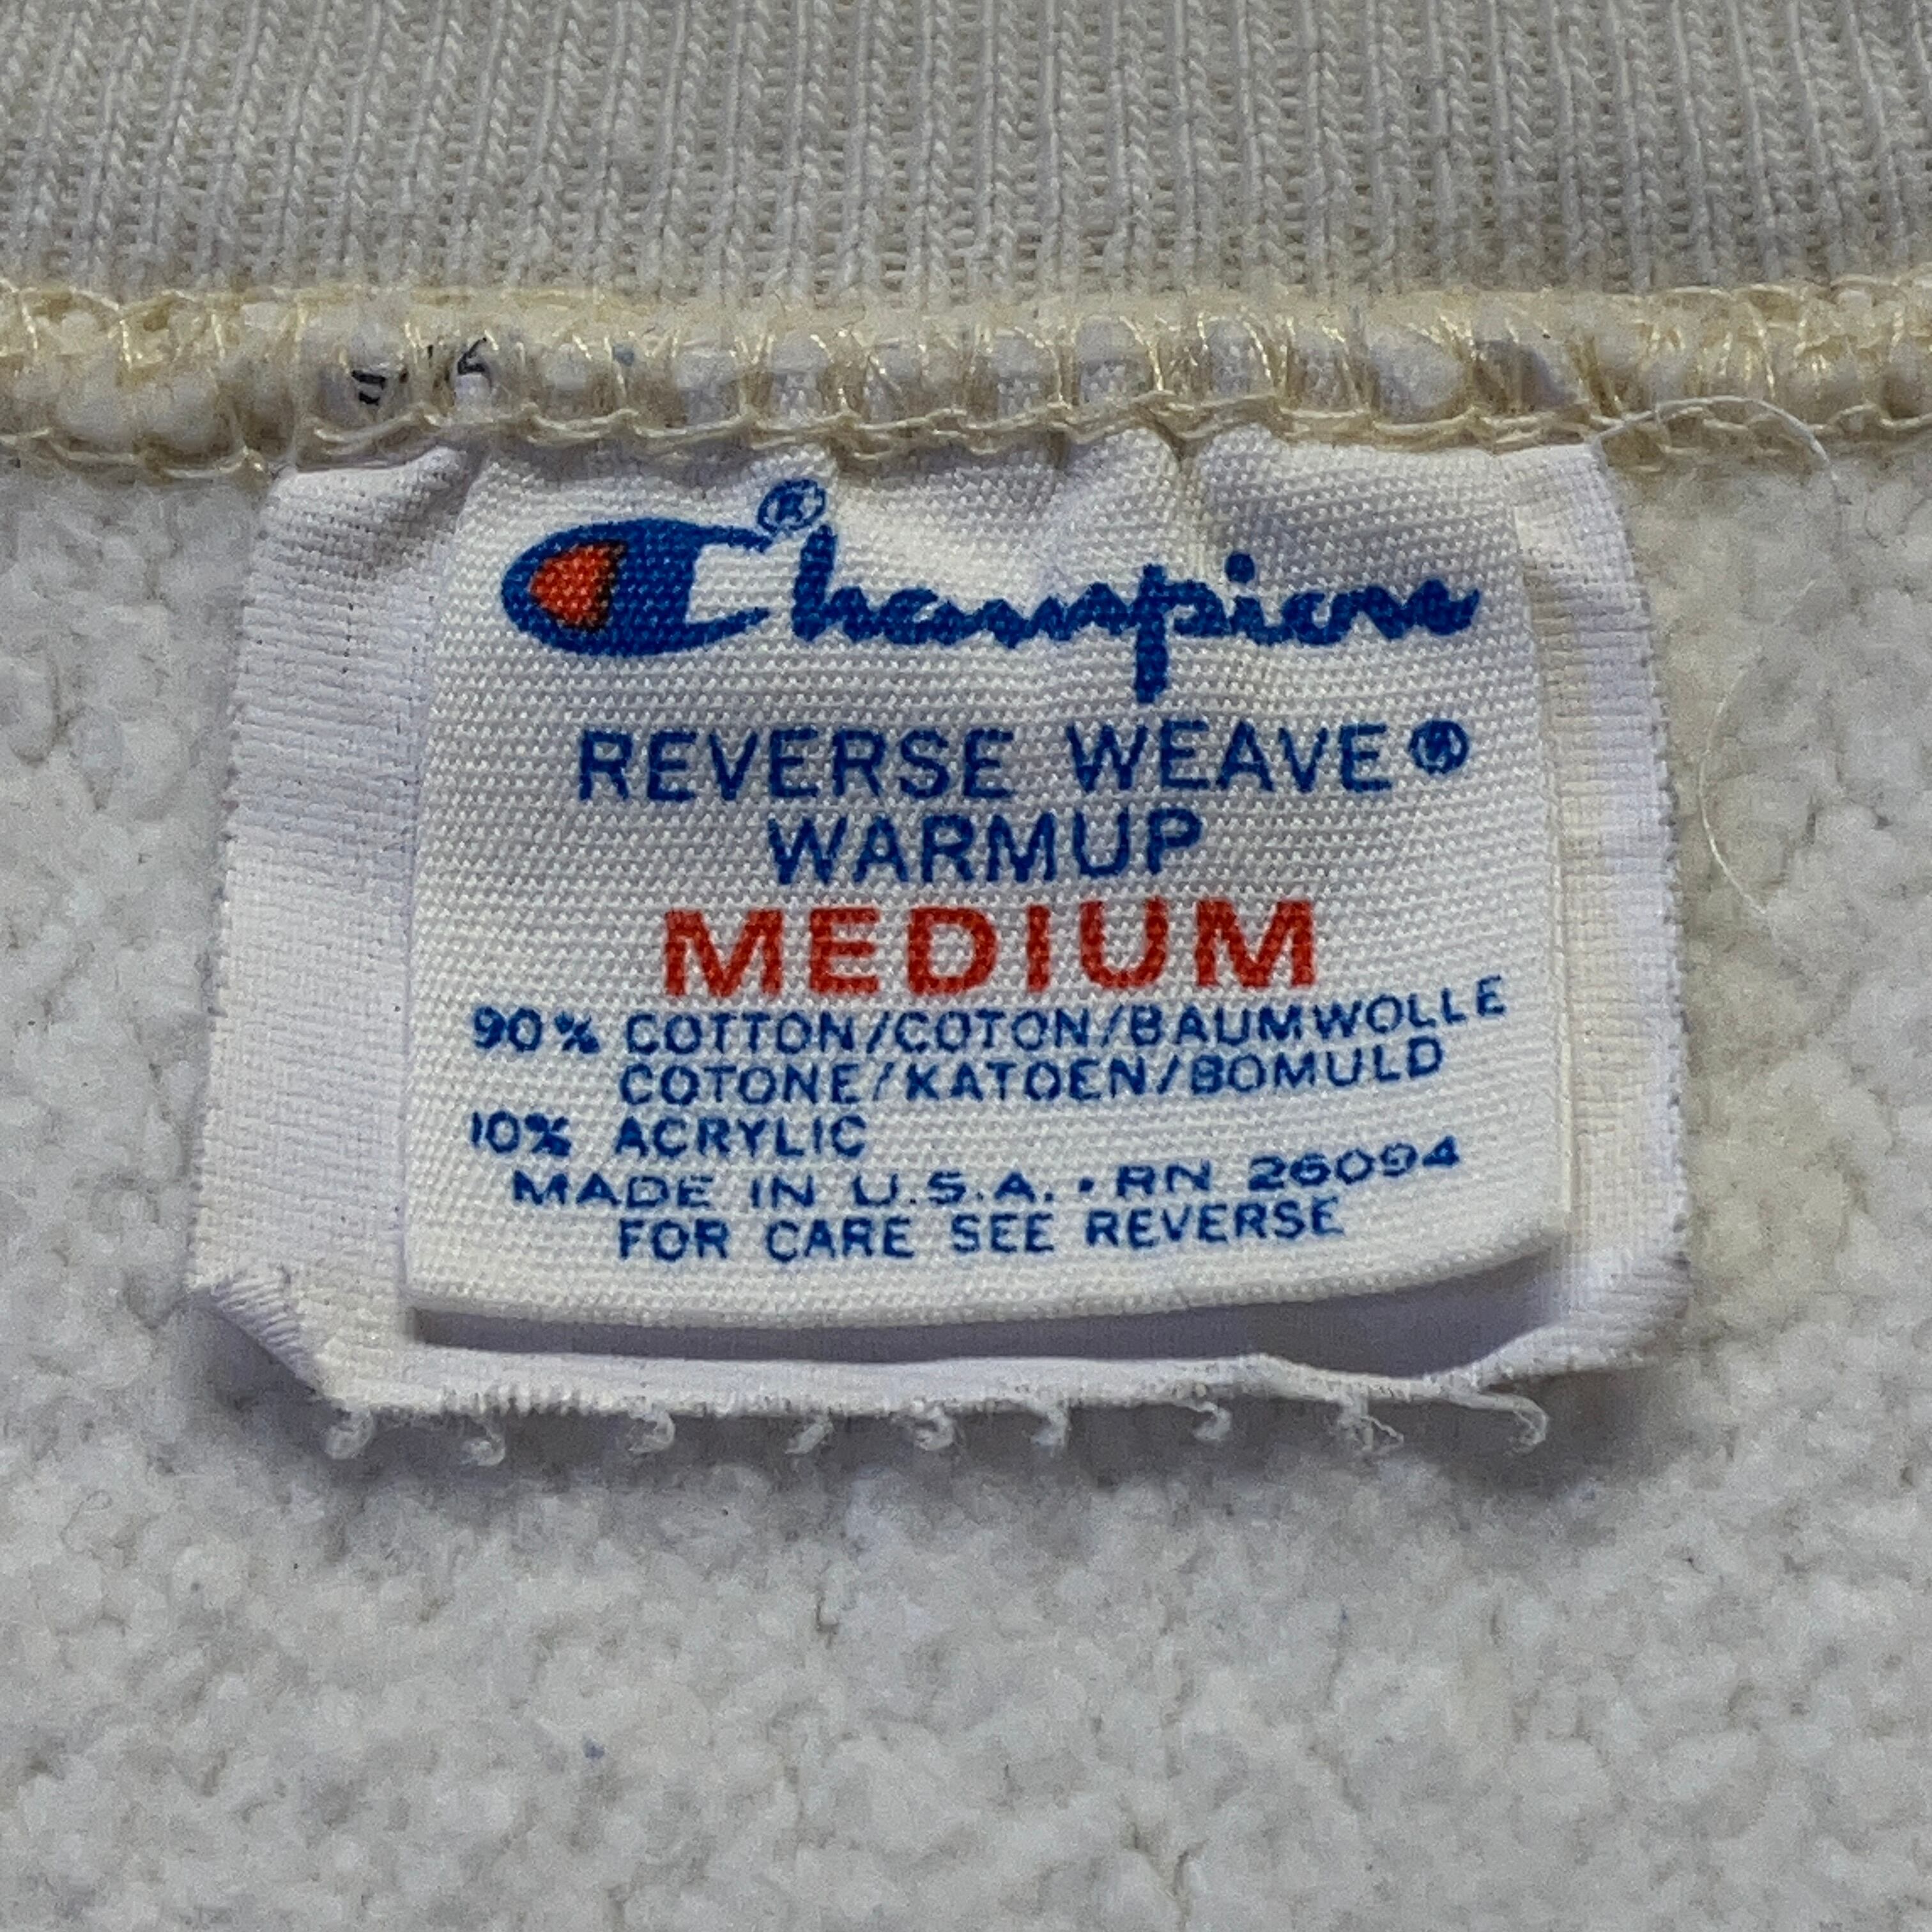 Champion®
REVERSE WEAVE®
WARMUP
MEDIUM
90% COTTON/COTON/BAUMWOLLE
COTONE/KATOEN/BOMULD
10% ACRYLIC
MADE IN U.S.A. • RN 26094
FOR CARE SEE REVERSE